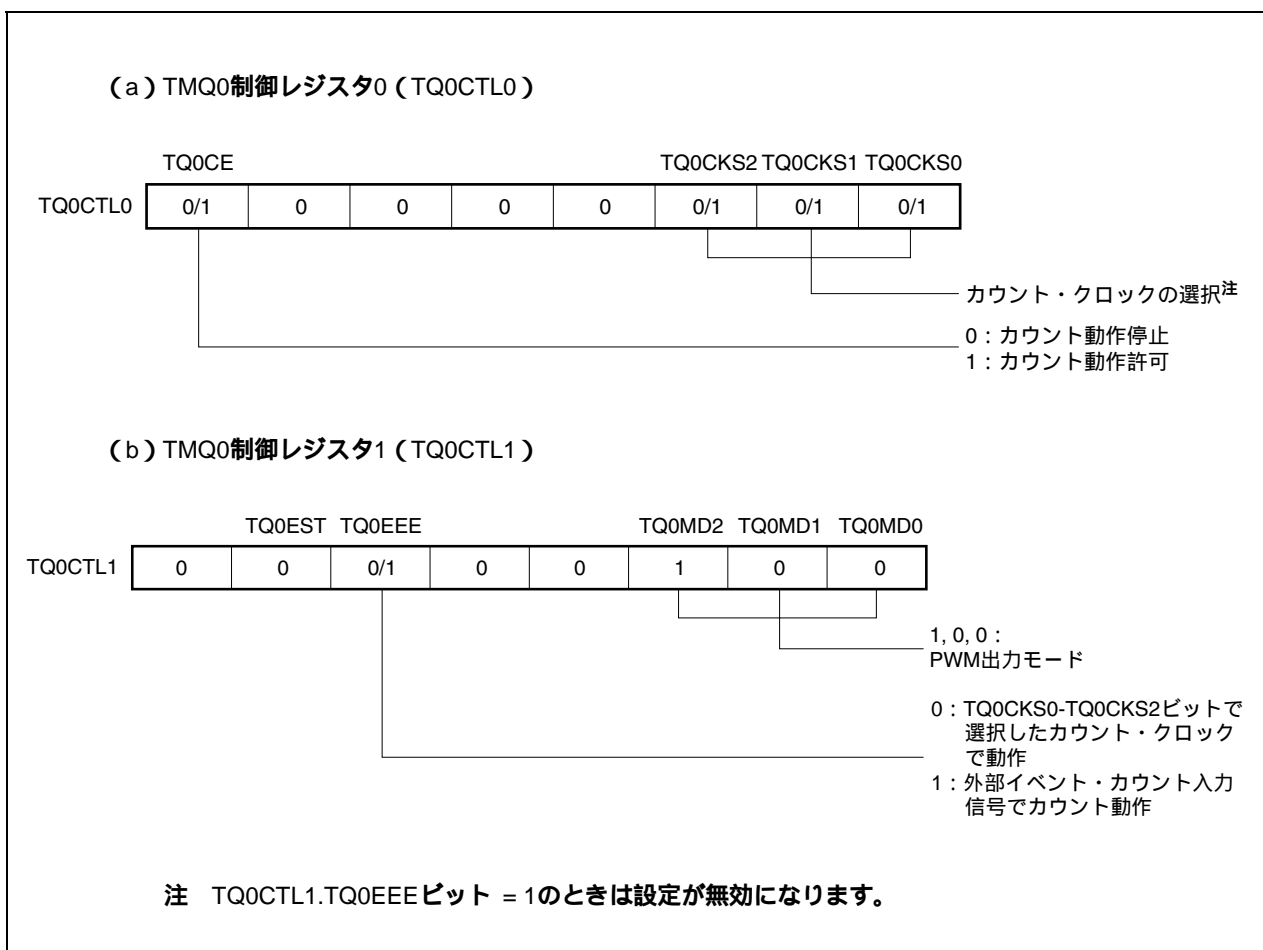 （a）TMQ0制御レジスタ0（TQ0CTL0）
TQ0CE TQ0CKS2 TQ0CKS1 TQ0CKS0
TQ0CTL0 0/1 0 0 0 0 0/1 0/1 0/1
カウント・クロックの選択注
0：カウント動作停止
1：カウント動作許可
（b）TMQ0制御レジスタ1（TQ0CTL1）
TQ0EST TQ0EEE TQ0MD2 TQ0MD1 TQ0MD0
TQ0CTL1 0 0 0/1 0 0 1 0 0
1, 0, 0：
PWM出力モード
0：TQ0CKS0-TQ0CKS2ビットで
選択したカウント・クロック
で動作
1：外部イベント・カウント入力
信号でカウント動作
注 TQ0CTL1.TQ0EEEビット = 1のときは設定が無効になります。